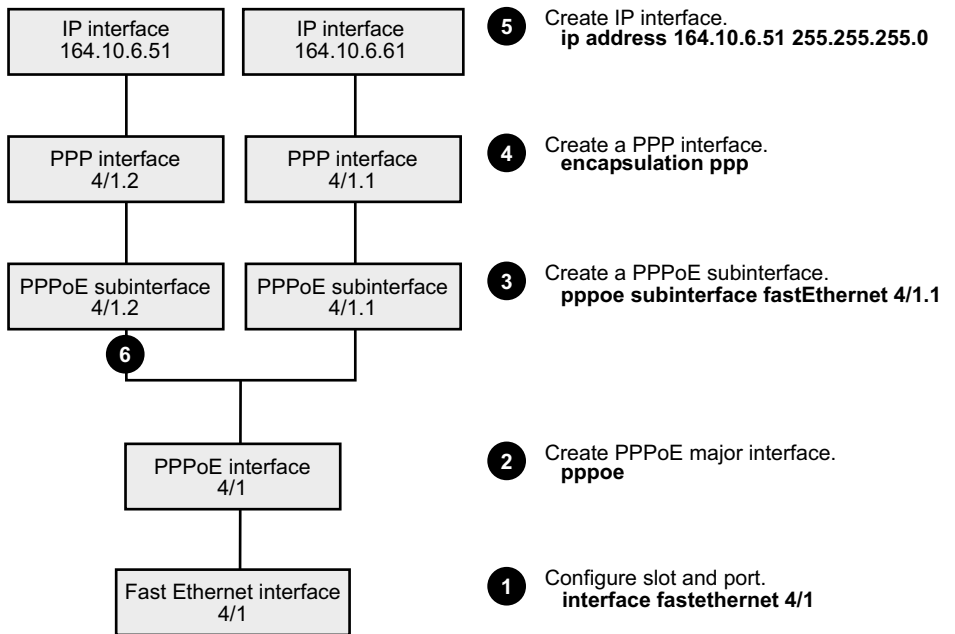 IP interface
164.10.6.51
IP interface
164.10.6.61
5
Create IP interface.
ip address 164.10.6.51 255.255.255.0
PPP interface
4/1.2
PPP interface
4/1.1
4
Create a PPP interface.
encapsulation ppp
PPPoE subinterface
4/1.2
PPPoE subinterface
4/1.1
3
Create a PPPoE subinterface.
pppoe subinterface fastEthernet 4/1.1
6
PPPoE interface
4/1
2
Create PPPoE major interface.
pppoe
Fast Ethernet interface
4/1
1
Configure slot and port.
interface fastethernet 4/1